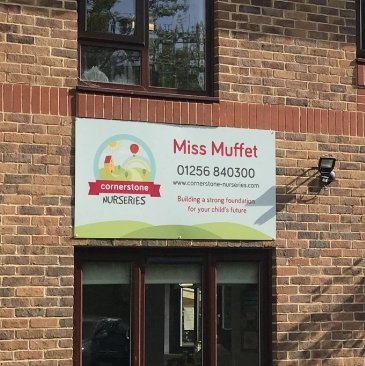 cornerstone
NURSERIES
Miss Muffet
01256 840300
www.cornerstone-nurseries.com
Building a strong foundation
for your child's future